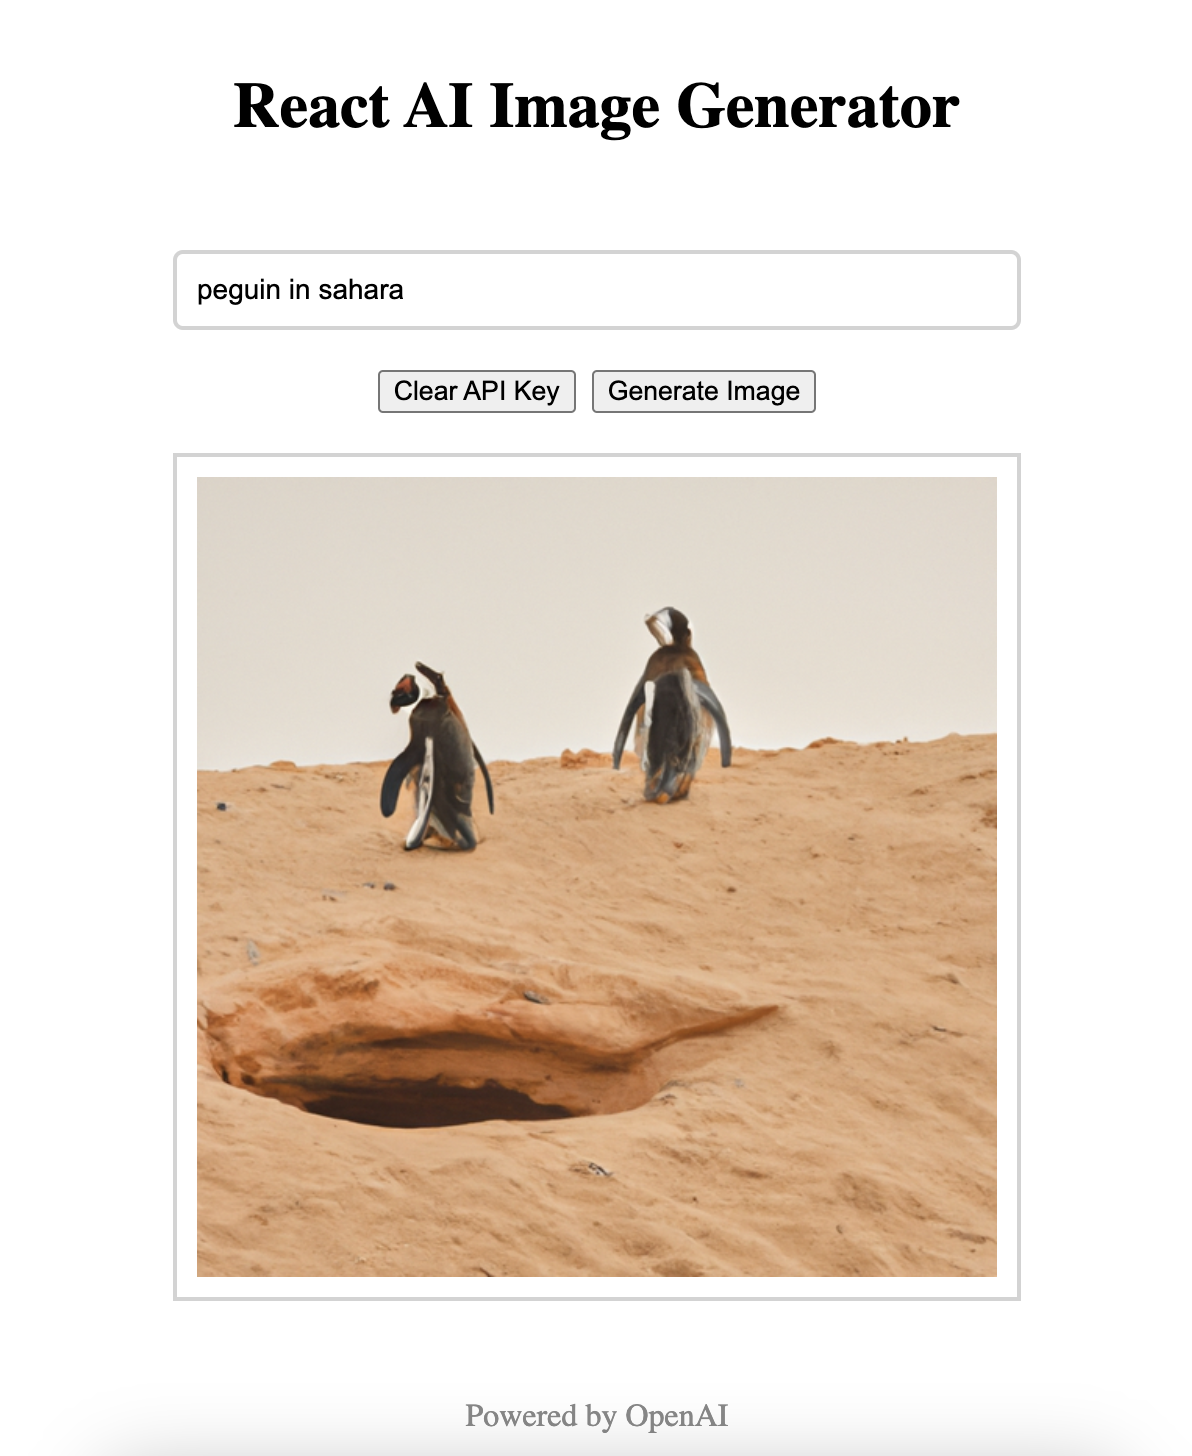 React AI Image Generator
peguin in sahara
Clear API Key Generate Image
Powered by OpenAI